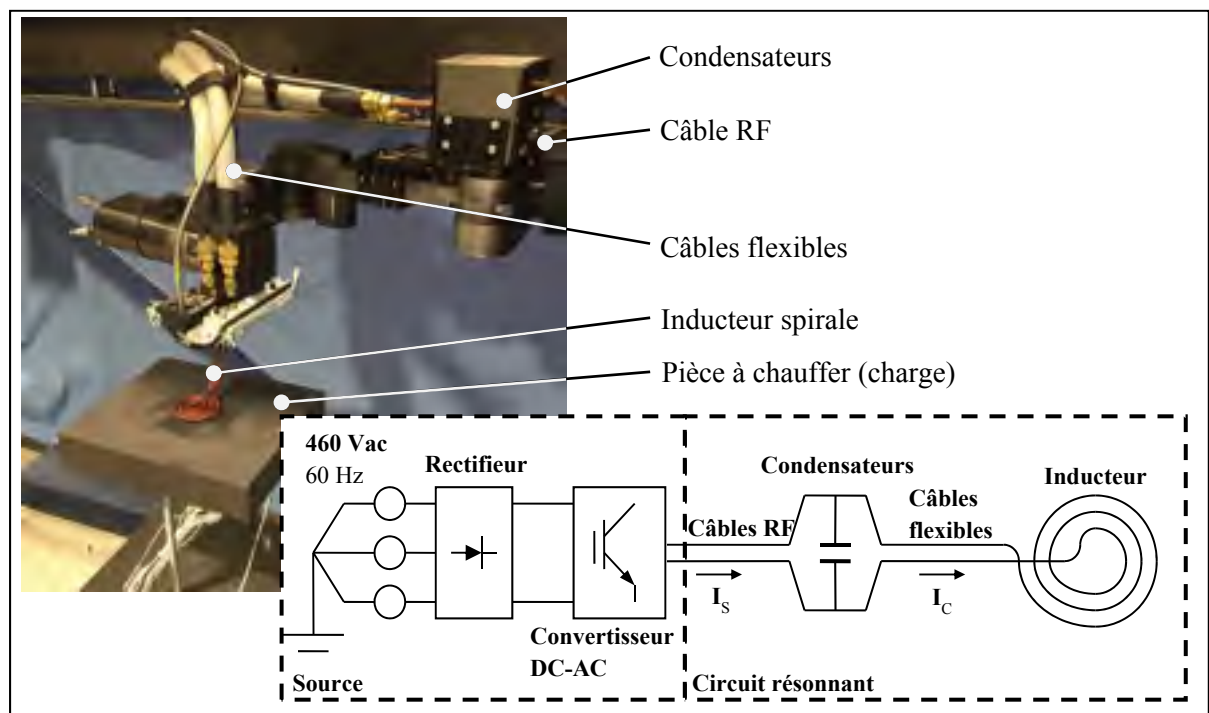 Condensateurs
Câble RF
Câbles flexibles
Inducteur spirale
Pièce à chauffer (charge)
460 Vac
60 Hz
Rectifieur
Convertisseur
DC-AC
Source
Câbles RF
I_S
Condensateurs
Câbles
flexibles
I_C
Inducteur
Circuit résonnant